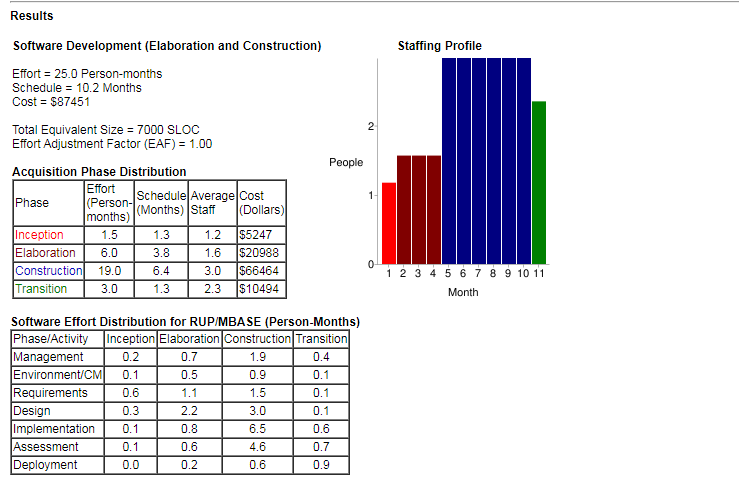 Results
Software Development (Elaboration and Construction)
Effort = 25.0 Person-months
Schedule = 10.2 Months
Cost = $87451
Total Equivalent Size = 7000 SLOC
Effort Adjustment Factor (EAF) = 1.00
Acquisition Phase Distribution
Phase Effort (Person-months) Schedule (Months) Average Staff Cost (Dollars)
Inception 1.5 1.3 1.2 $5247
Elaboration 6.0 3.8 1.6 $20988
Construction 19.0 6.4 3.0 $66464
Transition 3.0 1.3 2.3 $10494
Staffing Profile
2
People
1
0
1 2 3 4 5 6 7 8 9 10 11
Month
Software Effort Distribution for RUP/MBASE (Person-Months)
Phase/Activity Inception Elaboration Construction Transition
Management 0.2 0.7 1.9 0.4
Environment/CM 0.1 0.5 0.9 0.1
Requirements 0.6 1.1 1.5 0.1
Design 0.3 2.2 3.0 0.1
Implementation 0.1 0.8 6.5 0.6
Assessment 0.1 0.6 4.6 0.7
Deployment 0.0 0.2 0.6 0.9